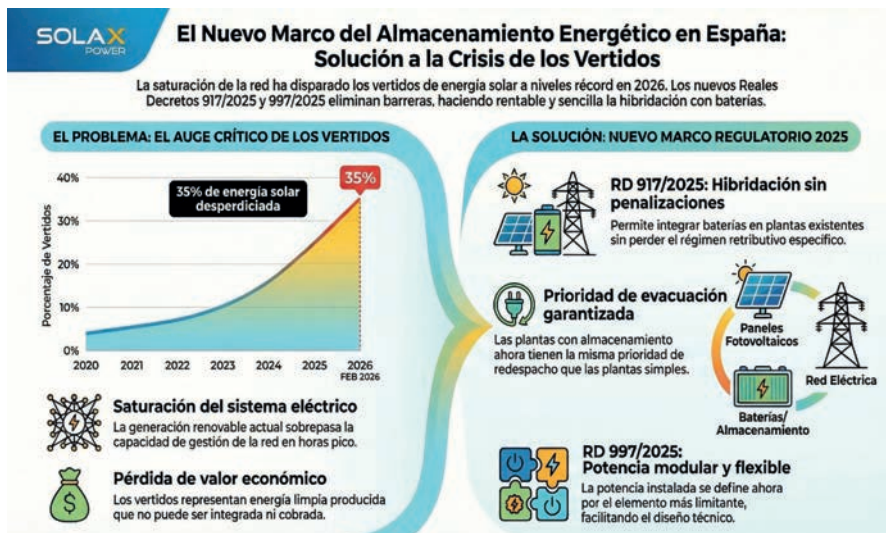 SOLAX
POWER
El Nuevo Marco del Almacenamiento Energético en España:
Solución a la Crisis de los Vertidos
La saturación de la red ha disparado los vertidos de energía solar a niveles récord en 2026. Los nuevos Reales
Decretos 917/2025 y 997/2025 eliminan barreras, haciendo rentable y sencilla la hibridación con baterías.
EL PROBLEMA: EL AUGE CRÍTICO DE LOS VERTIDOS
Porcentaje de Vertidos
40%
30%
20%
10%
0%
35% de energía solar
desperdiciada
35%
2020 2021 2022 2023 2024 2025 2026
FEB 2026
Saturación del sistema eléctrico
La generación renovable actual sobrepasa la
capacidad de gestión de la red en horas pico.
Pérdida de valor económico
Los vertidos representan energía limpia producida
que no puede ser integrada ni cobrada.
LA SOLUCIÓN: NUEVO MARCO REGULATORIO 2025
RD 917/2025: Hibridación sin
penalizaciones
Permite integrar baterías en plantas existentes
sin perder el régimen retributivo específico.
Prioridad de evacuación
garantizada
Las plantas con almacenamiento
ahora tienen la misma prioridad de
redespacho que las plantas simples.
Paneles
Fotovoltaicos
Red Eléctrica
Baterías/
Almacenamiento
RD 997/2025:
Potencia modular y flexible
La potencia instalada se define ahora
por el elemento más limitante,
facilitando el diseño técnico.